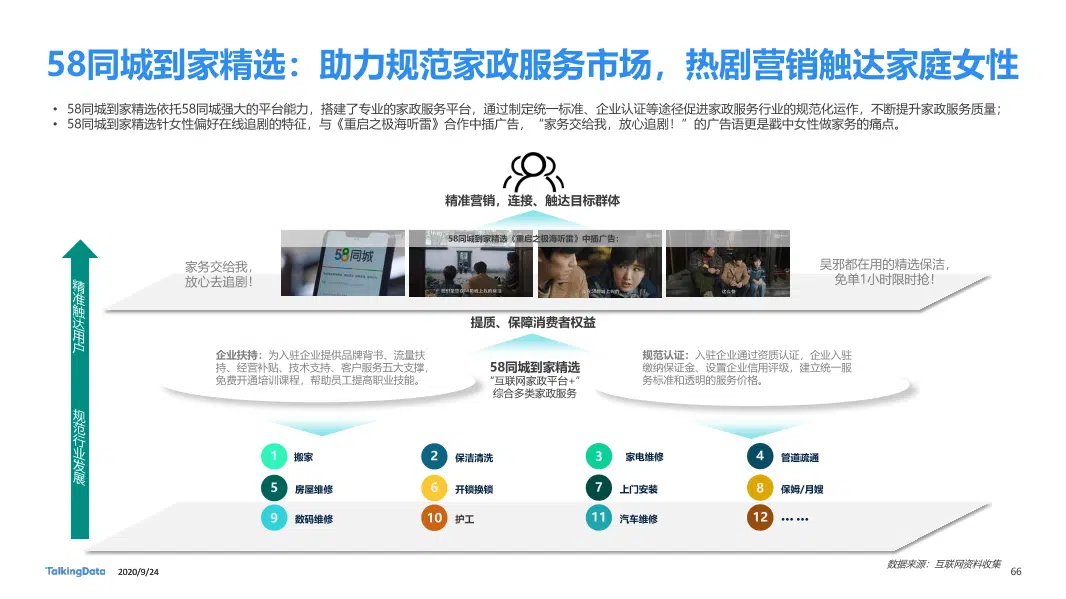 58同城到家精选：助力规范家政服务市场，热剧营销触达家庭女性
• 58同城到家精选依托58同城强大的平台能力，搭建了专业的家政服务平台，通过制定统一标准、企业认证等途径促进家政服务行业的规范化运作，不断提升家政服务质量；
• 58同城到家精选针女性偏好在线追剧的特征，与《重启之极海听雷》合作中插广告，“家务交给我，放心追剧！”的广告语更是戳中女性做家务的痛点。
精准营销，连接、触达目标群体
58同城到家精选《重启之极海听雷》中插广告：
58同城
家务交给我，
放心去追剧！
吴邪都在用的精选保洁，
免单1小时限时抢！
精准触达用户
规范行业发展
提质、保障消费者权益
企业扶持：为入驻企业提供品牌背书、流量扶
持、经营补贴、技术支持、客户服务五大支撑，
免费开通培训课程，帮助员工提高职业技能。
58同城到家精选
“互联网家政平台+”
综合多类家政服务
规范认证：入驻企业通过资质认证，企业入驻
缴纳保证金、设置企业信用评级，建立统一服
务标准和透明的服务价格。
1 搬家
2 保洁清洗
3 家电维修
4 管道疏通
5 房屋维修
6 开锁换锁
7 上门安装
8 保姆/月嫂
9 数码维修
10 护工
11 汽车维修
12 ……
数据来源：互联网资料收集
TalkingData 2020/9/24
66